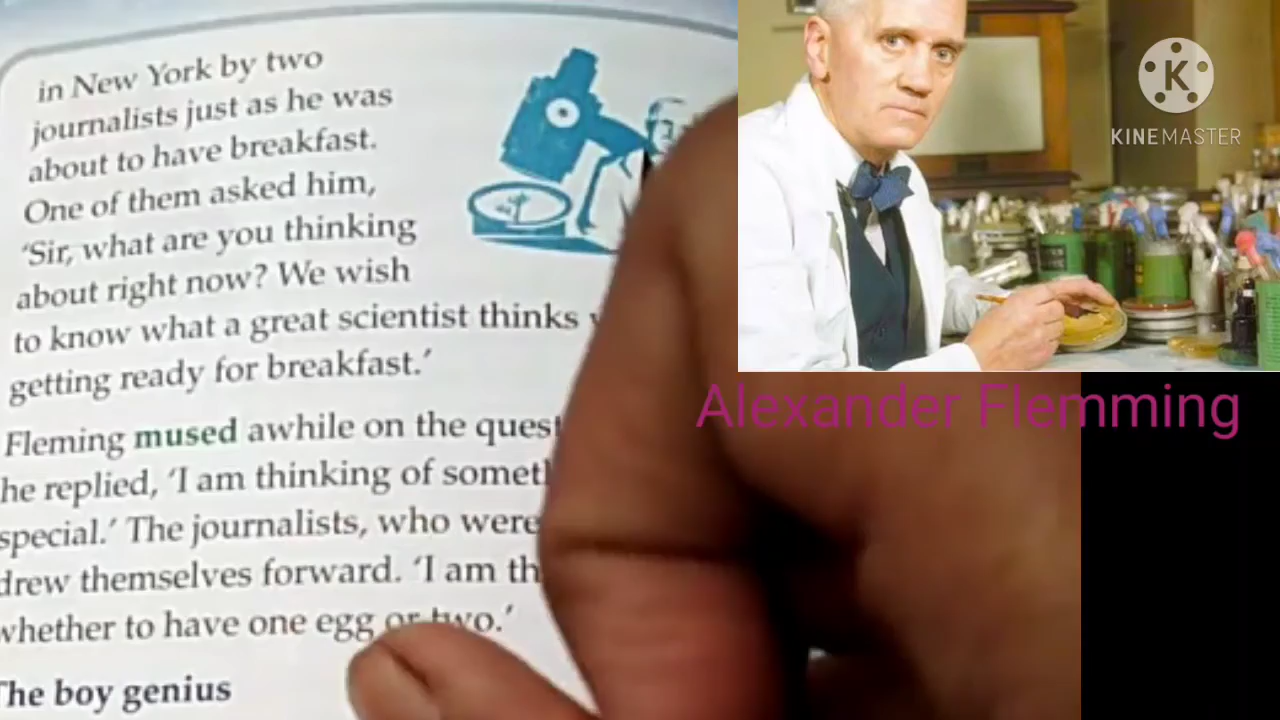 in New York by two
journalists just as he was
about to have breakfast.
One of them asked him,
‘Sir, what are you thinking
about right now? We wish
to know what a great scientist thinks
getting ready for breakfast.’
Fleming mused awhile on the
he replied, ‘I am thinking of
special.’ The journalists, who were
drew themselves forward. ‘I am
whether to have one egg or two.’
The boy genius
K
KINEMASTER
Alexander Flemming